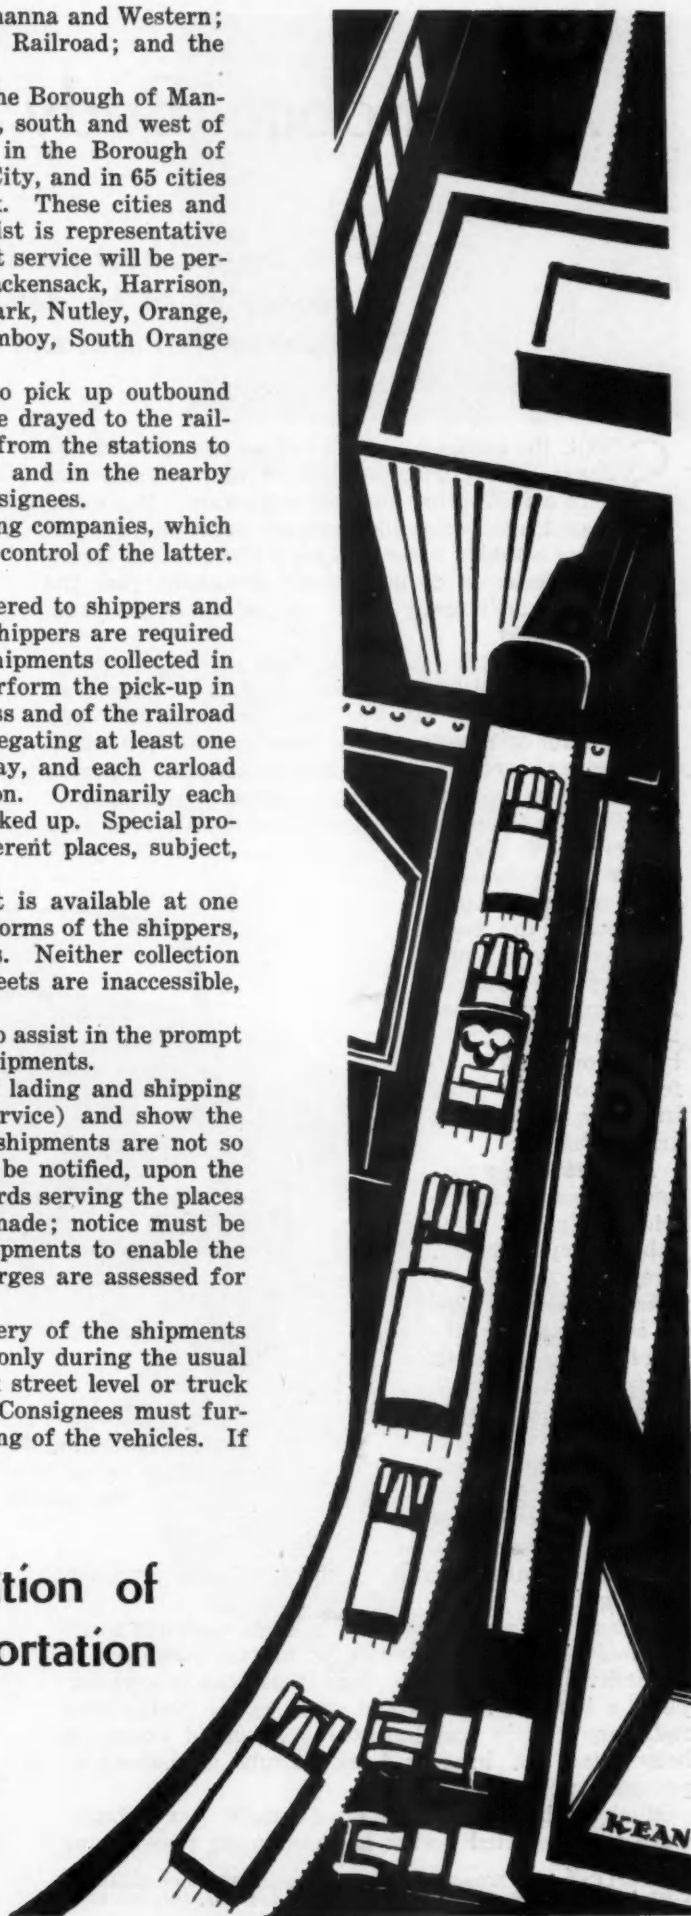 anna and Western;
Railroad; and the
ne Borough of Man-
, south and west of
in the Borough of
City, and in 65 cities
. These cities and
ist is representative
t service will be per-
ackensack, Harrison,
ark, Nutley, Orange,
mboy, South Orange
o pick up outbound
e drayed to the rail-
from the stations to
and in the nearby
signees.
ng companies, which
control of the latter.
ered to shippers and
hippers are required
hipments collected in
rform the pick-up in
ss and of the railroad
egating at least one
ay, and each carload
on. Ordinarily each
ked up. Special pro-
erent places, subject,
t is available at one
orms of the shippers,
s. Neither collection
eets are inaccessible,
o assist in the prompt
ipments.
lading and shipping
rvice) and show the
shipments are not so
be notified, upon the
rds serving the places
nade; notice must be
pments to enable the
rges are assessed for
ery of the shipments
only during the usual
street level or truck
Consignees must fur-
ng of the vehicles. If
tion of
ortation
KEAN